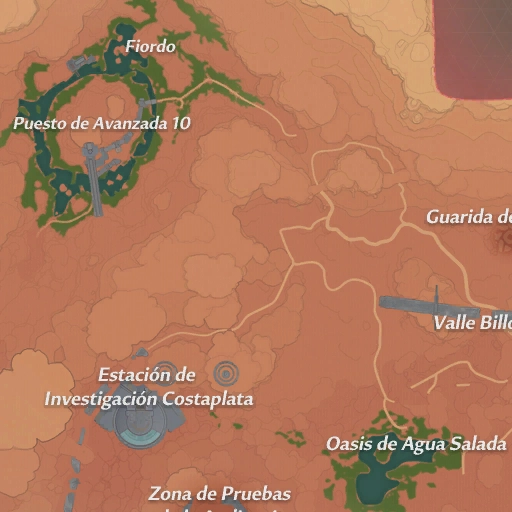 Fiordo
Puesto de Avanzada 10
Guarida de
Valle Billo
Estación de
Investigación Costaplata
Oasis de Agua Salada
Zona de Pruebas